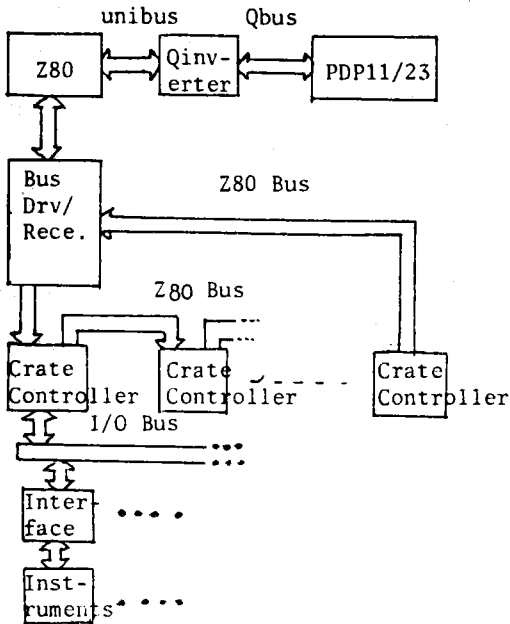 unibus Qbus
Z80
Qinv-
erter
PDP11/23
Bus
Drv/
Rece.
Z80 Bus
Z80 Bus
Crate
Controller
Crate
Controller
Crate
Controller
I/O Bus
Inter-
face
Inst-
ruments